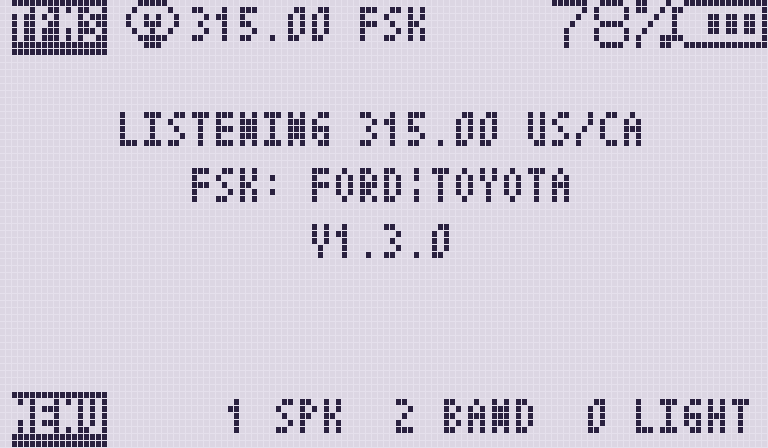 315.00 FSK 78%
LISTENING 315.00 US/CA
FSK: FORD|TOYOTA
V1.3.0
1 SPK 2 BAND 0 LIGHT